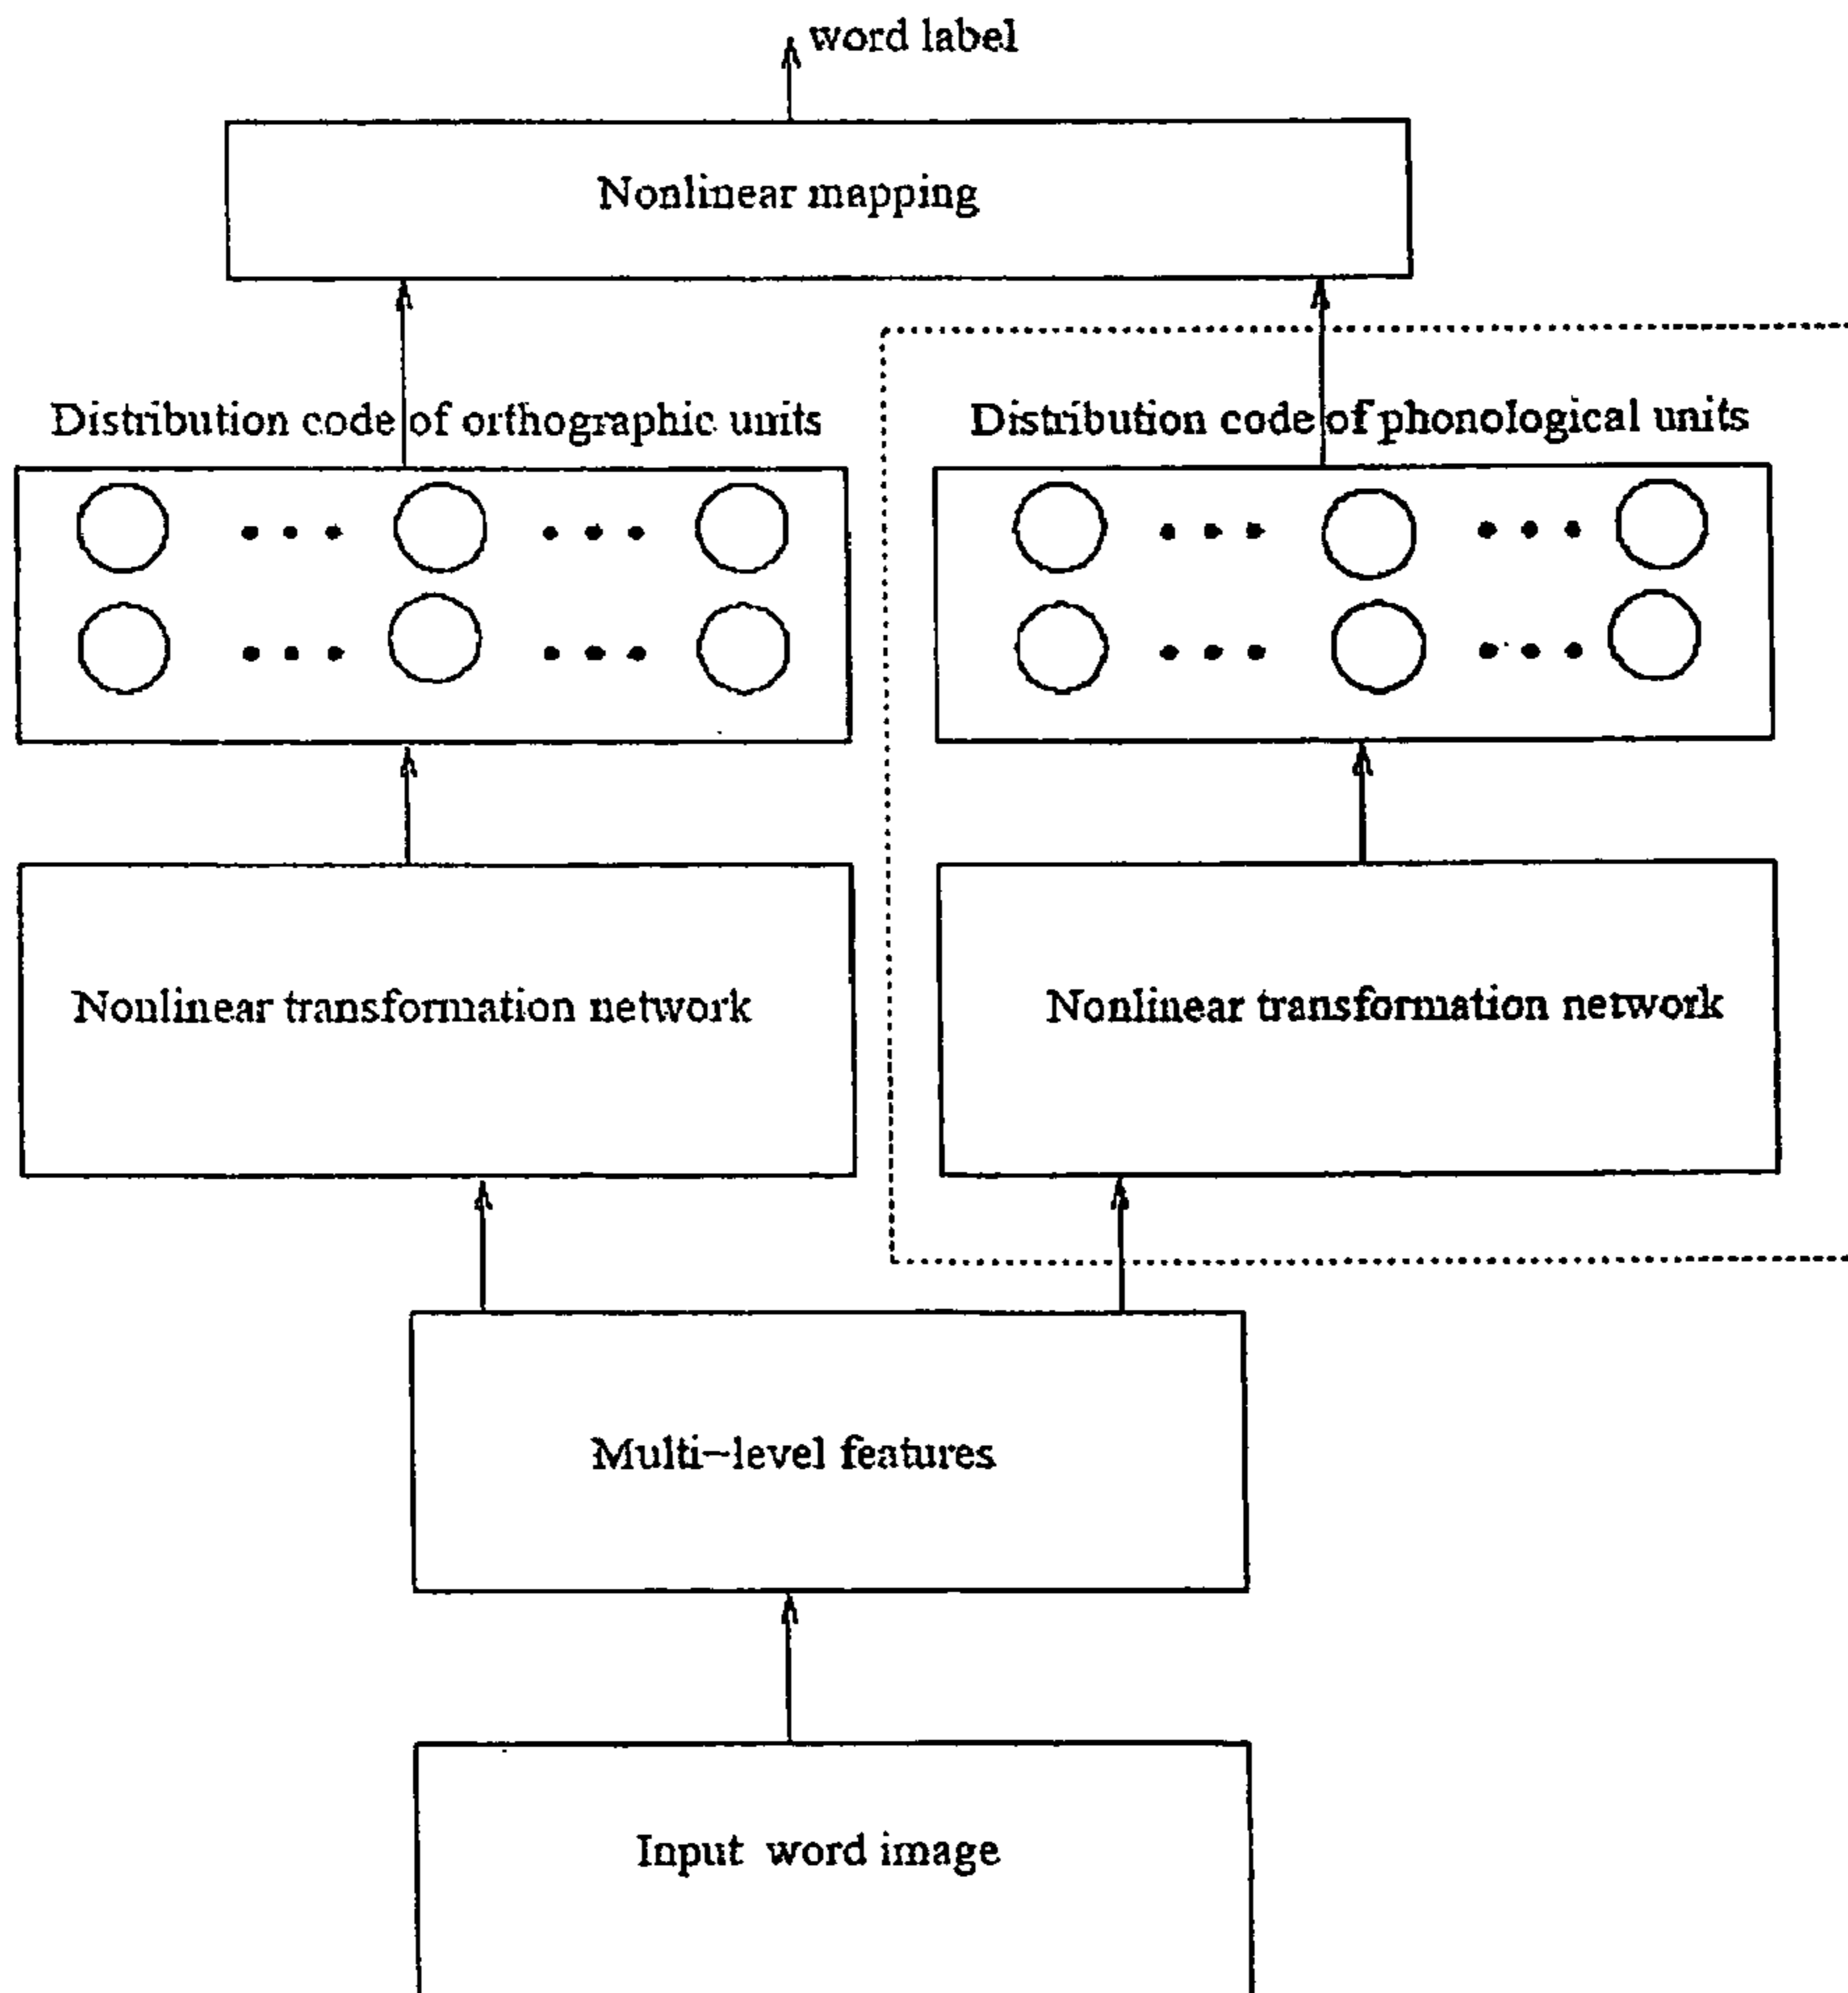 word label
Nonlinear mapping
Distribution code of orthographic units
Distribution code of phonological units
Nonlinear transformation network
Nonlinear transformation network
Multi-level features
Input word image